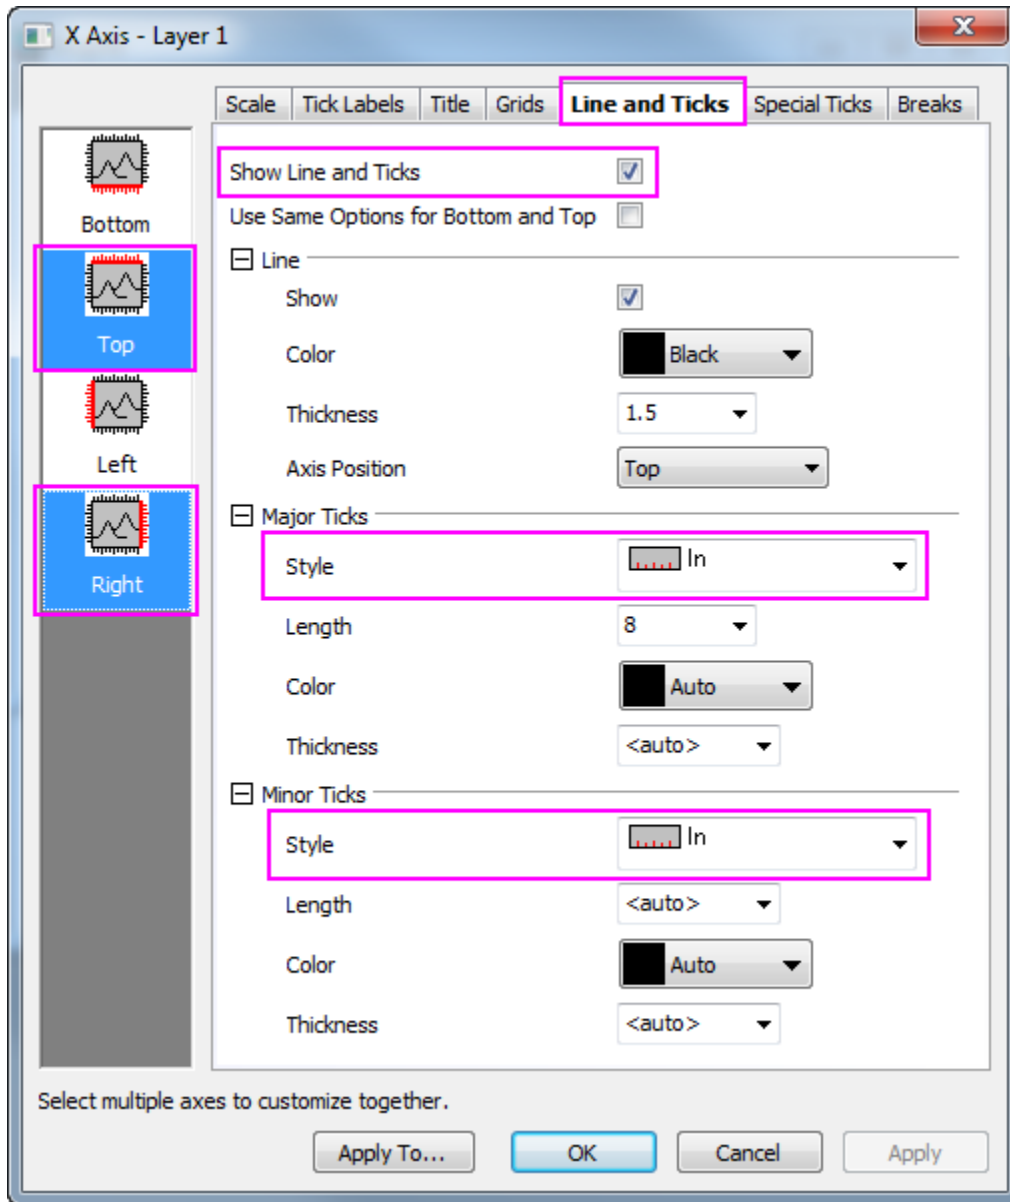 X Axis - Layer 1
Scale Tick Labels Title Grids Line and Ticks Special Ticks Breaks
Bottom
Top
Left
Right
Show Line and Ticks
Use Same Options for Bottom and Top
Line
Show
Color Black
Thickness 1.5
Axis Position Top
Major Ticks
Style In
Length 8
Color Auto
Thickness <auto>
Minor Ticks
Style In
Length <auto>
Color Auto
Thickness <auto>
Select multiple axes to customize together.
Apply To... OK Cancel Apply